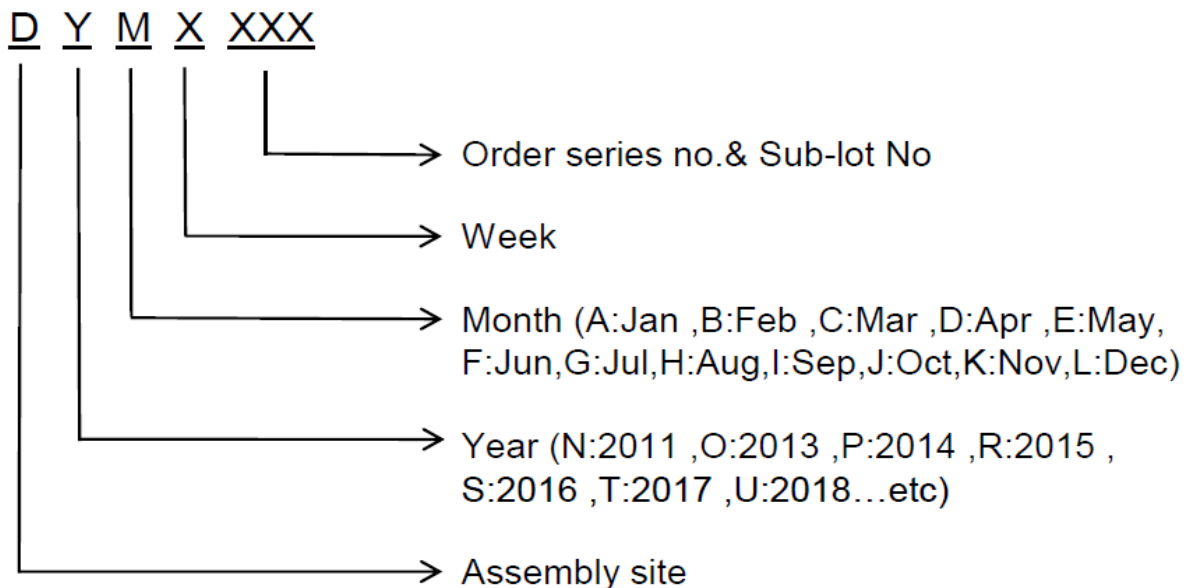 D Y M X XXX
Order series no.& Sub-lot No
Week
Month (A:Jan ,B:Feb ,C:Mar ,D:Apr ,E:May,
F:Jun,G:Jul,H:Aug,I:Sep,J:Oct,K:Nov,L:Dec)
Year (N:2011 ,O:2013 ,P:2014 ,R:2015 ,
S:2016 ,T:2017 ,U:2018...etc)
Assembly site